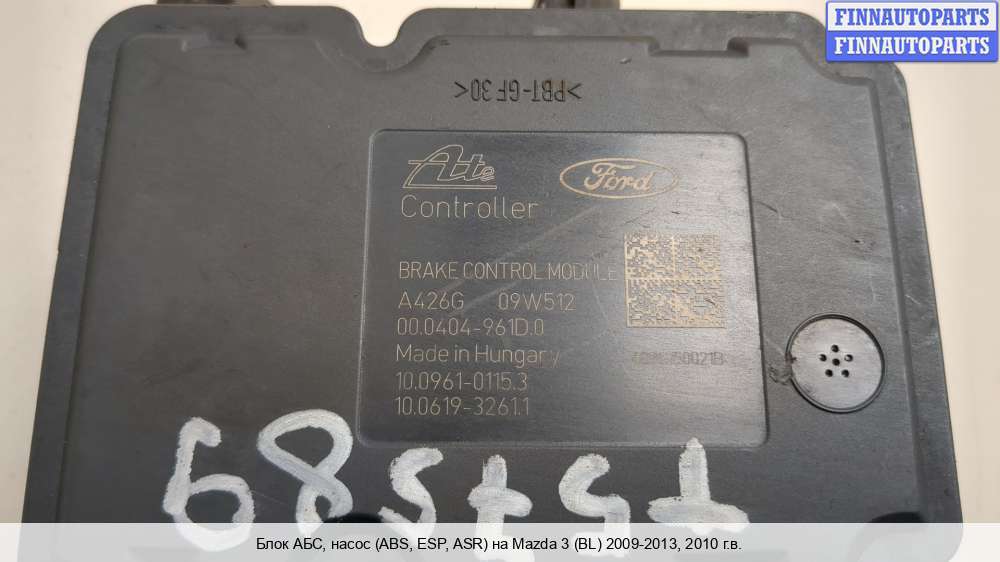 FINNAUTOPARTS
FINNAUTOPARTS
>PBT-GF30<
Ate
Ford
Controller
BRAKE CONTROL MODULE
A426G 09W512
00.0404-961D.0
Made in Hungary
10.0961-0115.3
10.0619-3261.1
Блок АБС, насос (ABS, ESP, ASR) на Mazda 3 (BL) 2009-2013, 2010 г.в.